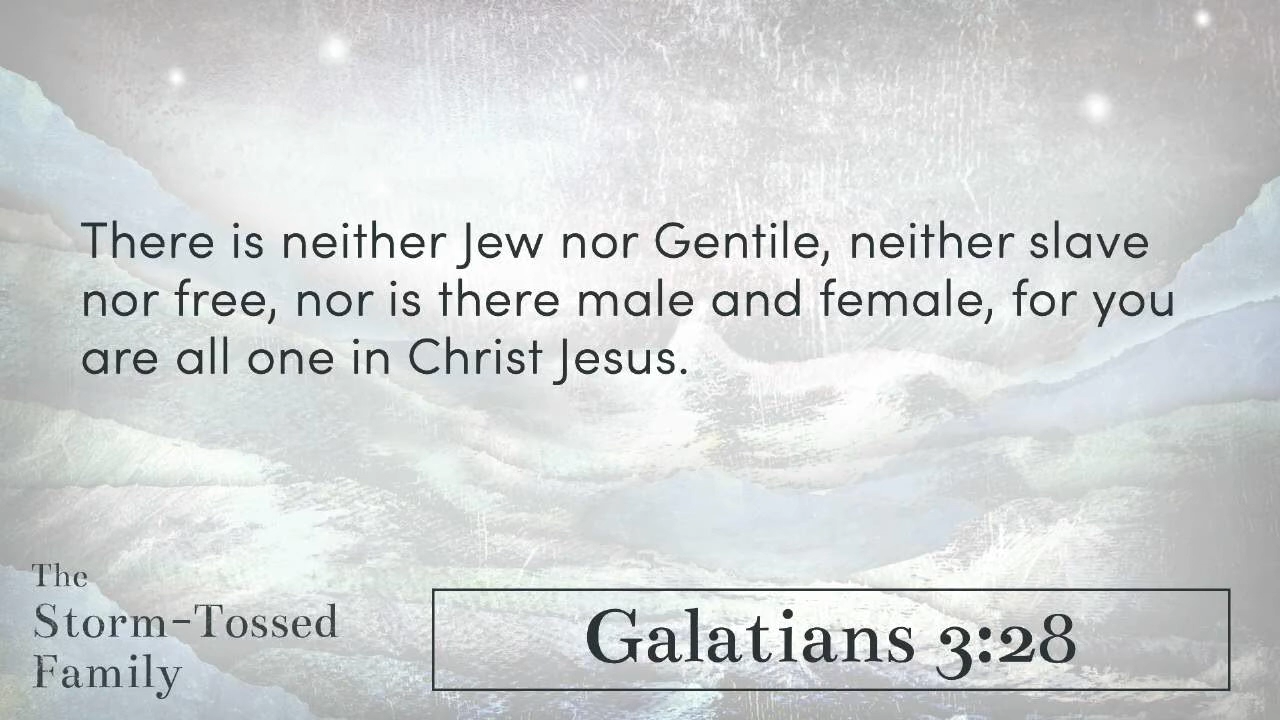 There is neither Jew nor Gentile, neither slave
nor free, nor is there male and female, for you
are all one in Christ Jesus.
The
Storm-Tossed
Family
Galatians 3:28